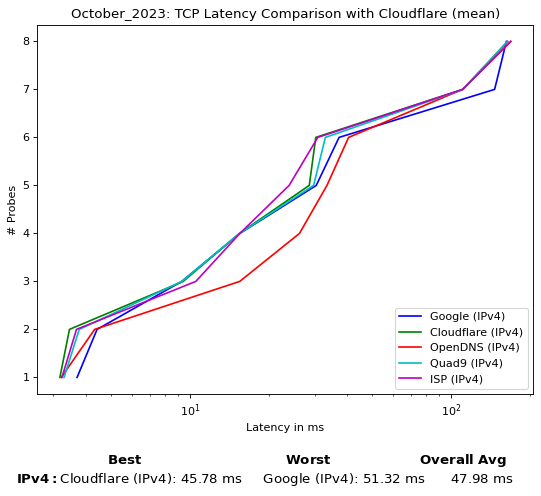 October_2023: TCP Latency Comparison with Cloudflare (mean)
8
7
6
5
4
3
2
1
# Probes
10¹
10²
Latency in ms
Google (IPv4)
Cloudflare (IPv4)
OpenDNS (IPv4)
Quad9 (IPv4)
ISP (IPv4)
Best Worst Overall Avg
IPv4: Cloudflare (IPv4): 45.78 ms Google (IPv4): 51.32 ms 47.98 ms